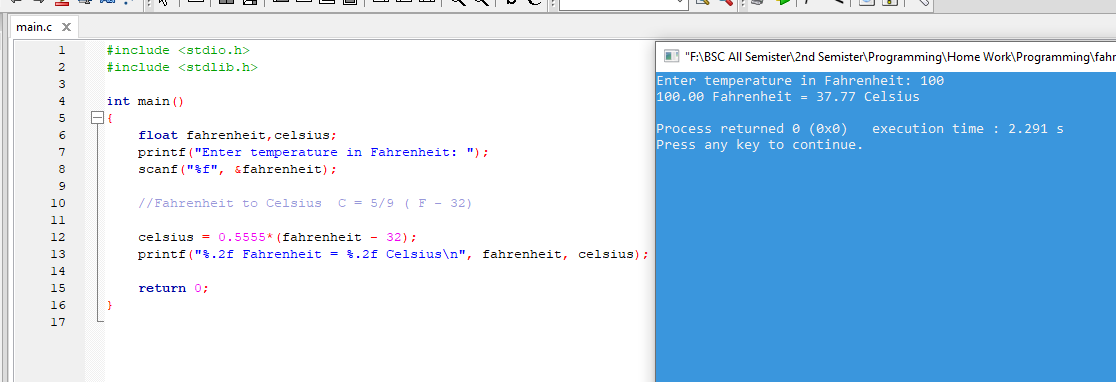 main.c X
1 #include <stdio.h>
2 #include <stdlib.h>
3
4 int main()
5 {
6 float fahrenheit,celsius;
7 printf("Enter temperature in Fahrenheit: ");
8 scanf("%f", &fahrenheit);
9
10 //Fahrenheit to Celsius  C = 5/9 ( F - 32)
11
12 celsius = 0.5555*(fahrenheit - 32);
13 printf("%.2f Fahrenheit = %.2f Celsius\n", fahrenheit, celsius);
14
15 return 0;
16 }
17
"F:\BSC All Semister\2nd Semister\Programming\Home Work\Programming\fahr
Enter temperature in Fahrenheit: 100
100.00 Fahrenheit = 37.77 Celsius
Process returned 0 (0x0)   execution time : 2.291 s
Press any key to continue.